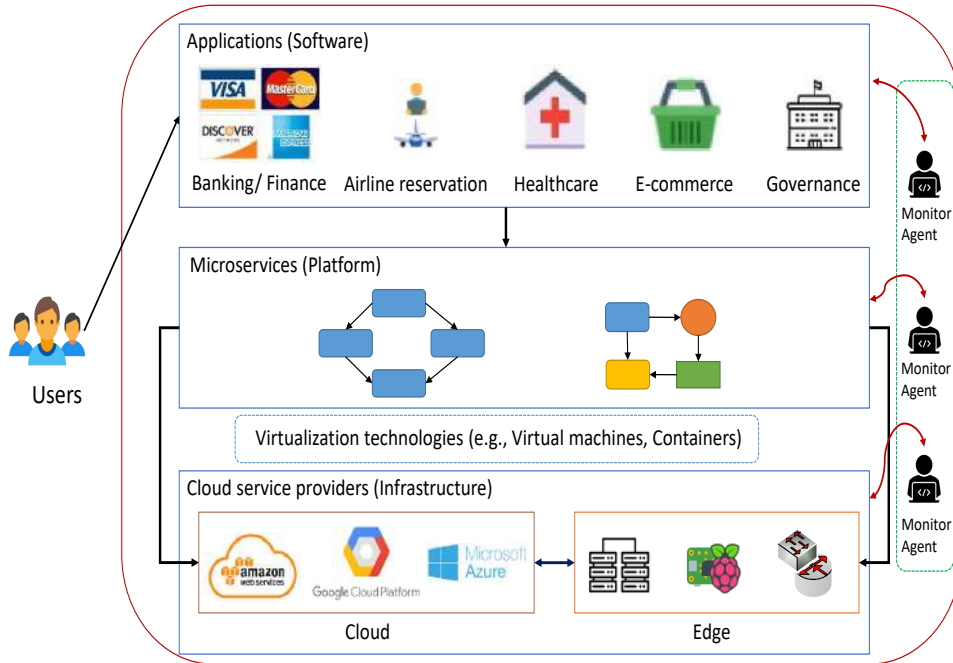 Applications (Software)
VISA
MasterCard
DISCOVER
NETWORK
Banking/ Finance
Airline reservation
Healthcare
E-commerce
Governance
Monitor
Agent
Microservices (Platform)
Users
Monitor
Agent
Virtualization technologies (e.g., Virtual machines, Containers)
Cloud service providers (Infrastructure)
amazon
web services
Google Cloud Platform
Microsoft
Azure
Monitor
Agent
Cloud
Edge